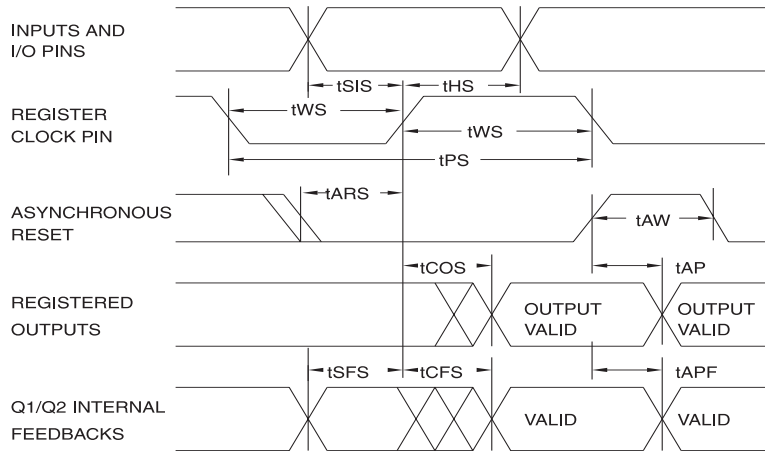 INPUTS AND
I/O PINS
tSIS
tHS
REGISTER
CLOCK PIN
tWS
tWS
tPS
tARS
ASYNCHRONOUS
RESET
tAW
tCOS
tAP
REGISTERED
OUTPUTS
OUTPUT
VALID
OUTPUT
VALID
tSFS
tCFS
tAPF
Q1/Q2 INTERNAL
FEEDBACKS
VALID
VALID